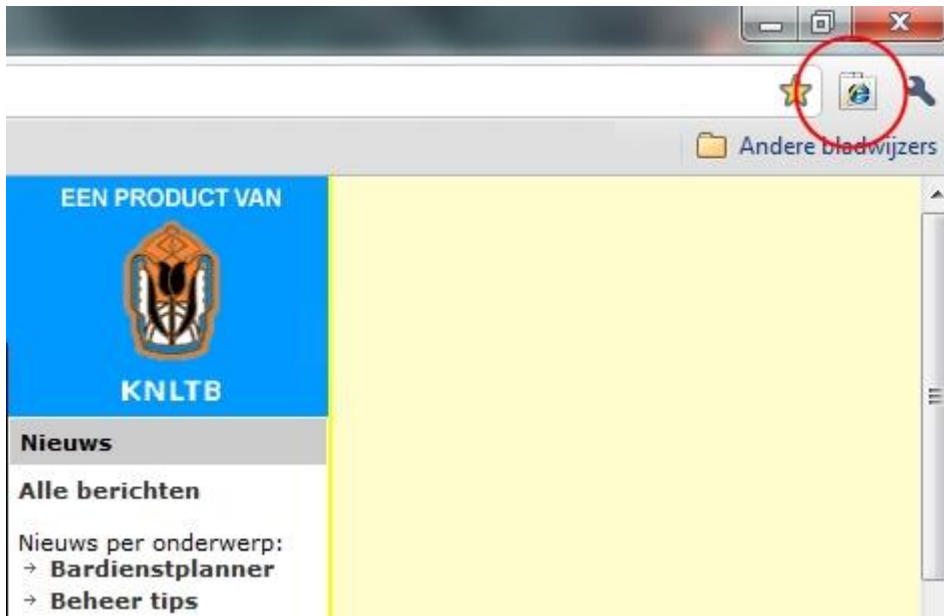 Andere bladwijzers
EEN PRODUCT VAN
KNLTB
Nieuws
Alle berichten
Nieuws per onderwerp:
→ Bardienstplanner
→ Beheer tips